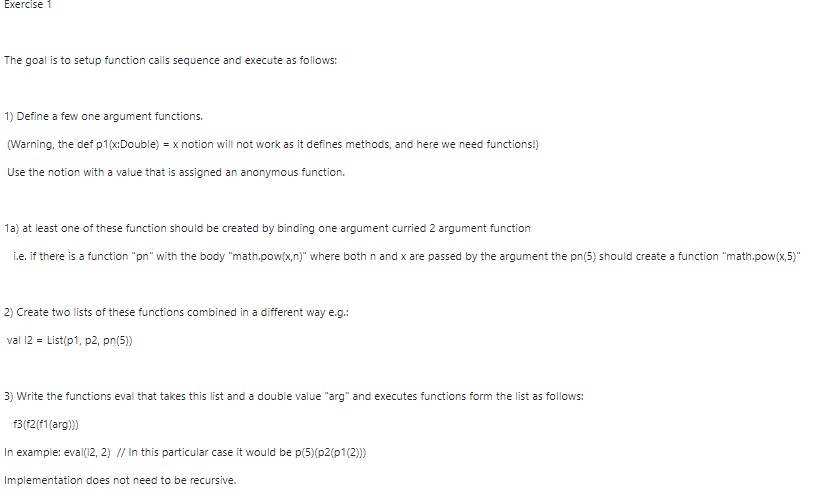 Exercise 1
The goal is to setup function calls sequence and execute as follows:
1) Define a few one argument functions.
(Warning, the def p1(x:Double) = x notion will not work as it defines methods, and here we need functions!)
Use the notion with a value that is assigned an anonymous function.
1a) at least one of these function should be created by binding one argument curried 2 argument function
i.e. if there is a function "pn" with the body "math.pow(x,n)" where both n and x are passed by the argument the pn(5) should create a function "math.pow(x,5)"
2) Create two lists of these functions combined in a different way e.g.:
val l2 = List(p1, p2, pn(5))
3) Write the functions eval that takes this list and a double value "arg" and executes functions form the list as follows:
f3(f2(f1(arg)))
In example: eval(l2, 2) // In this particular case it would be p(5)(p2(p1(2)))
Implementation does not need to be recursive.